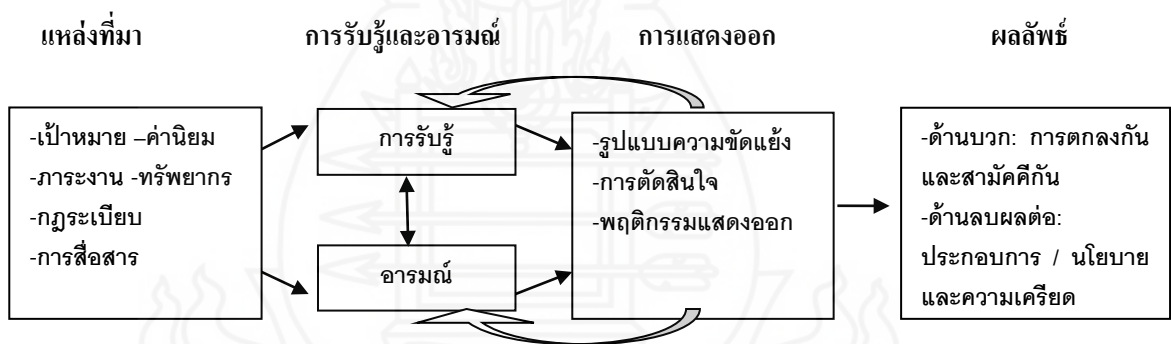 แหล่งที่มา
การรับรู้และอารมณ์
การแสดงออก
ผลลัพธ์
-เป้าหมาย –ค่านิยม
-ภาระงาน -ทรัพยากร
-กฎระเบียบ
-การสื่อสาร
การรับรู้
อารมณ์
-รูปแบบความขัดแย้ง
-การตัดสินใจ
-พฤติกรรมแสดงออก
-ด้านบวก: การตกลงกัน
และสามัคคีกัน
-ด้านลบผลต่อ:
ประกอบการ / นโยบาย
และความเครียด